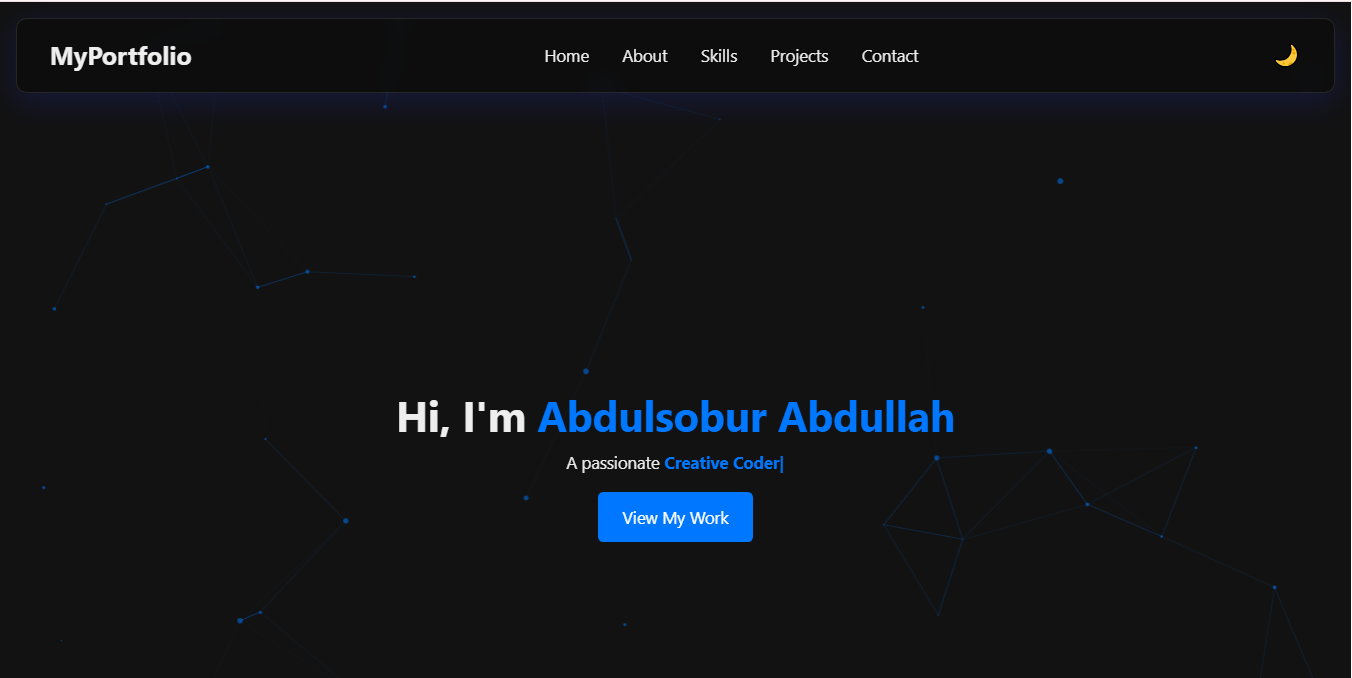 MyPortfolio Home About Skills Projects Contact
Hi, I'm Abdulsobur Abdullah
A passionate Creative Coder|
View My Work